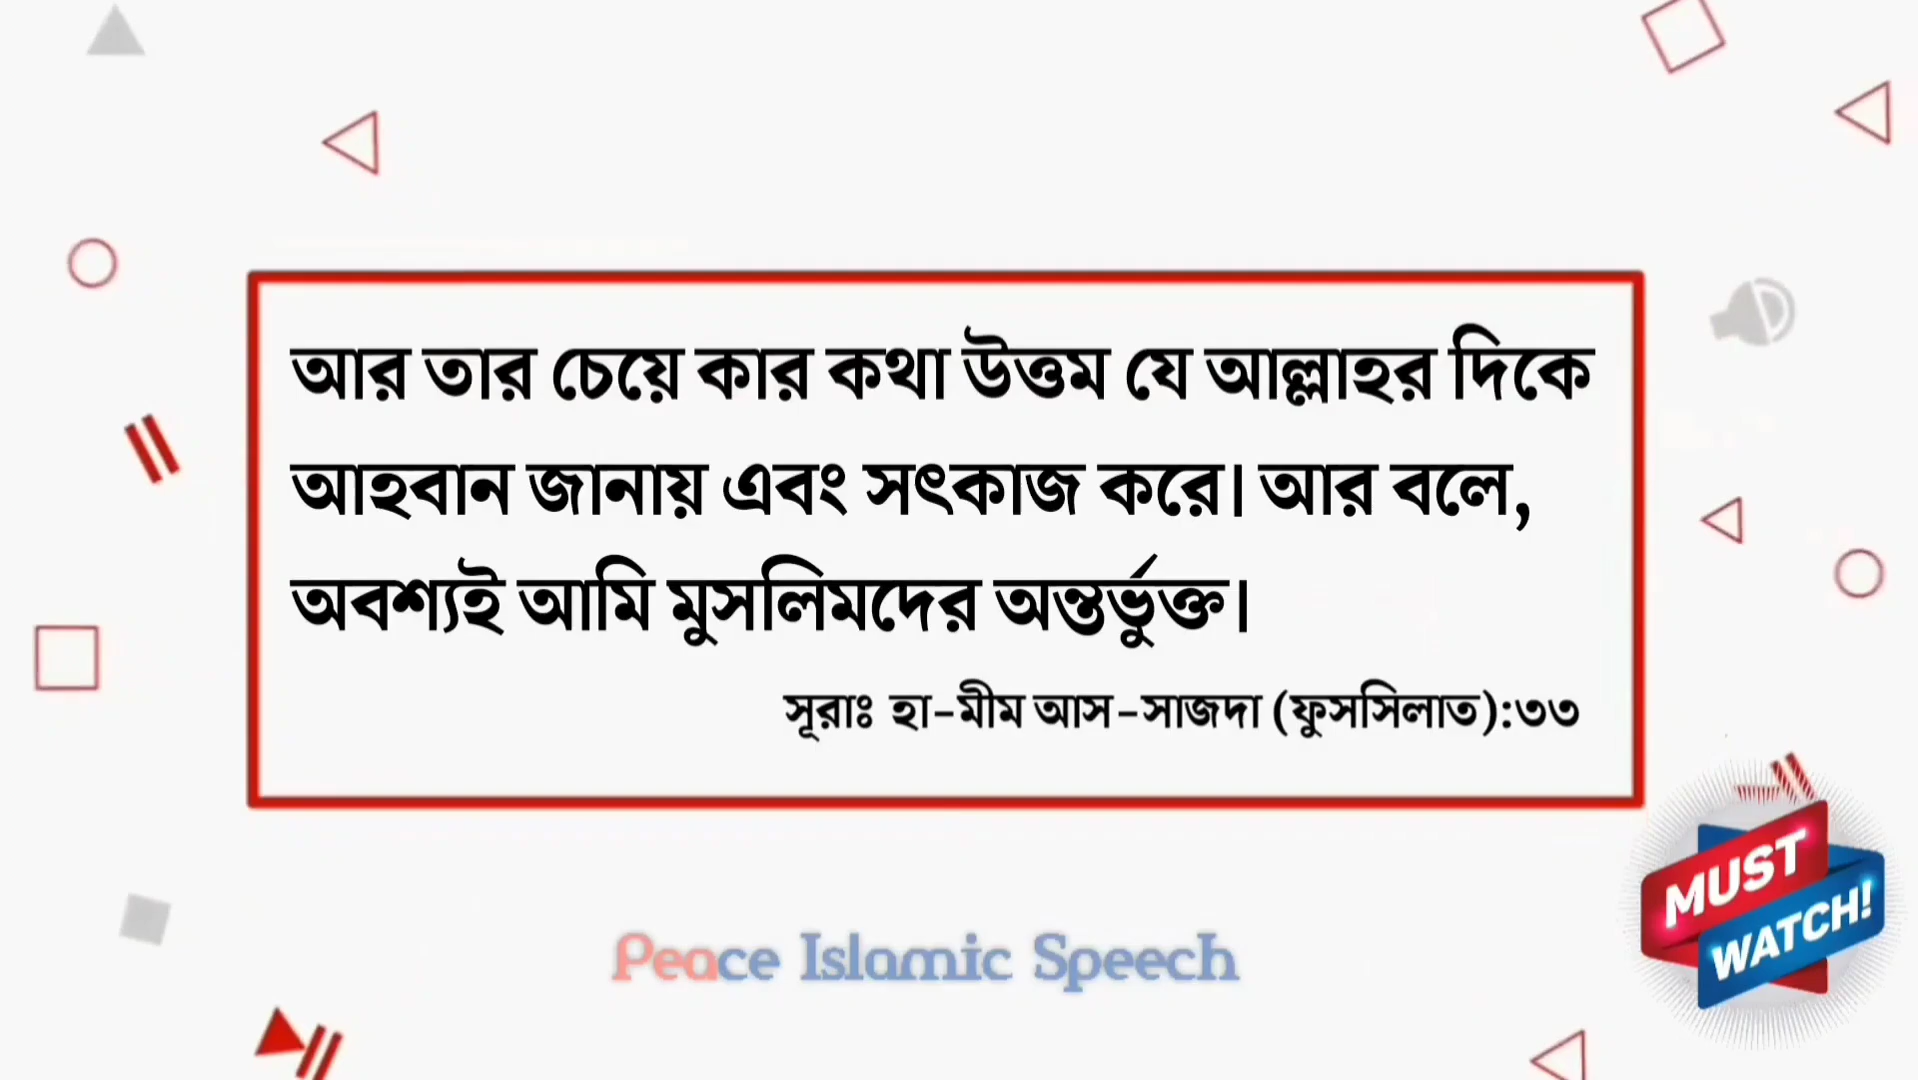 আর তার চেয়ে কার কথা উত্তম যে আল্লাহর দিকে
আহবান জানায় এবং সৎকাজ করে। আর বলে,
অবশ্যই আমি মুসলিমদের অন্তর্ভুক্ত।
সূরাঃ হা-মীম আস-সাজদা (ফুসসিলাত):৩৩
MUST
WATCH!
Peace Islamic Speech